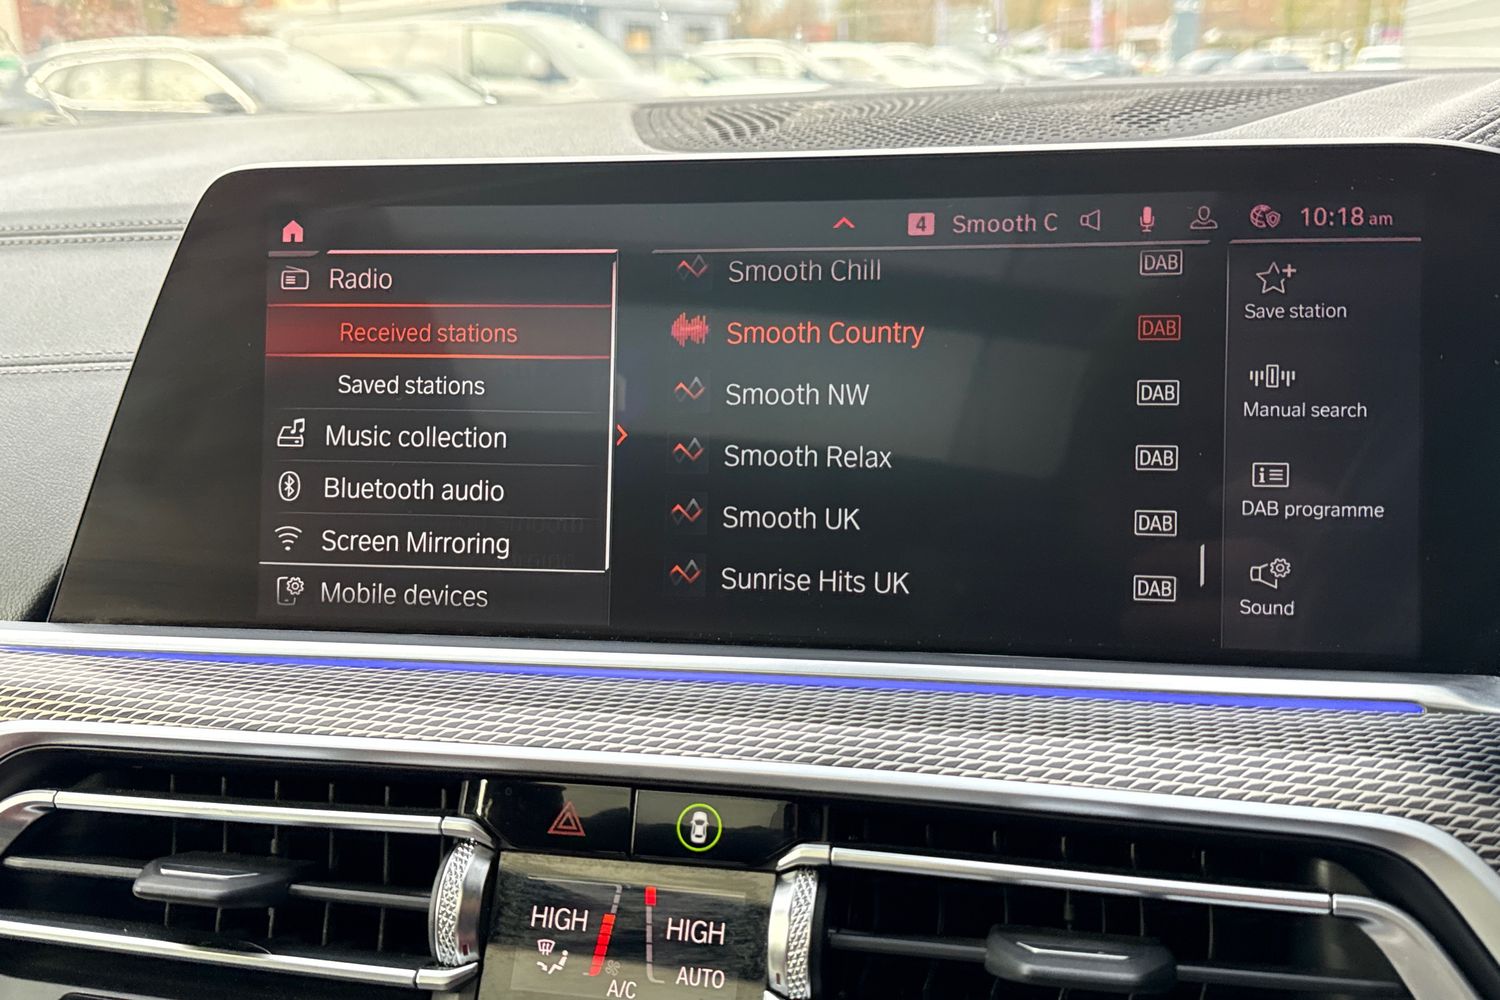 4 Smooth C 10:18 am
Radio
Received stations
Saved stations
Music collection
Bluetooth audio
Screen Mirroring
Mobile devices
Smooth Chill DAB
Smooth Country DAB
Smooth NW DAB
Smooth Relax DAB
Smooth UK DAB
Sunrise Hits UK DAB
Save station
Manual search
DAB programme
Sound
HIGH HIGH
A/C AUTO